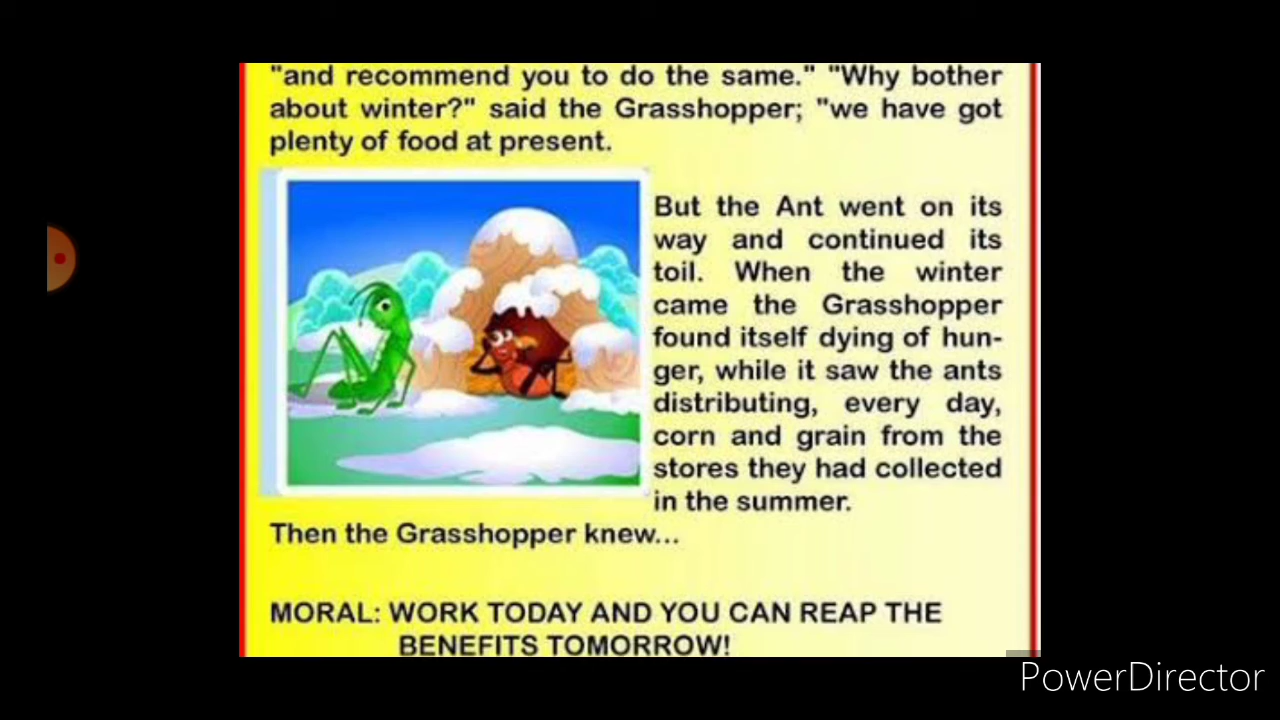 "and recommend you to do the same." "Why bother
about winter?" said the Grasshopper; "we have got
plenty of food at present.
But the Ant went on its
way and continued its
toil. When the winter
came the Grasshopper
found itself dying of hun-
ger, while it saw the ants
distributing, every day,
corn and grain from the
stores they had collected
in the summer.
Then the Grasshopper knew...
MORAL: WORK TODAY AND YOU CAN REAP THE
BENEFITS TOMORROW!
PowerDirector